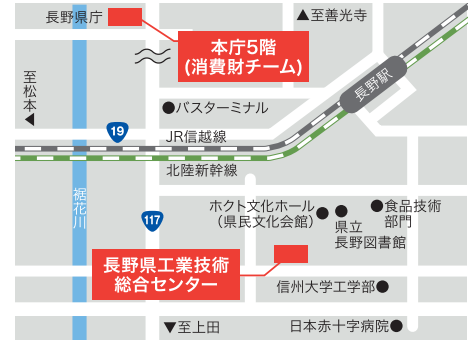 長野県庁
▲至善光寺
本庁5階
(消費財チーム)
至松本
◀
長野駅
●バスターミナル
19
JR信越線
北陸新幹線
裾花川
117
ホクト文化ホール
(県民文化会館)
県立
長野図書館
食品技術
部門
長野県工業技術
総合センター
信州大学工学部●
▼至上田
日本赤十字病院●